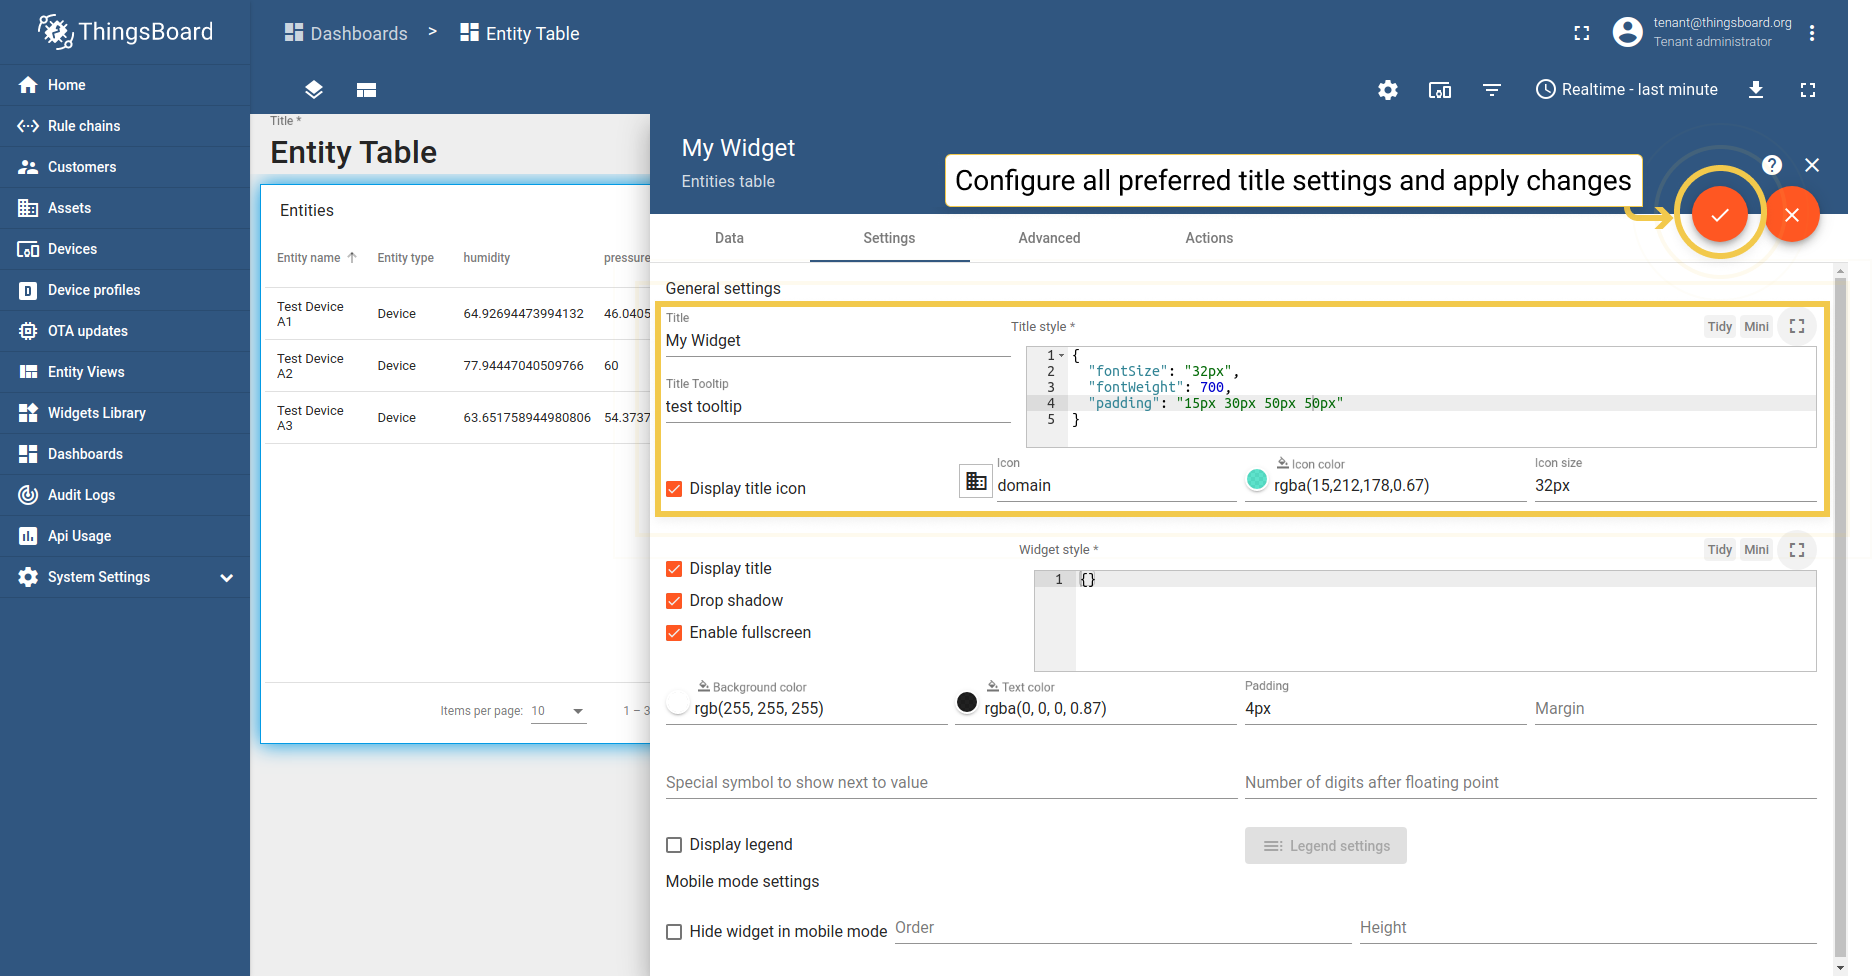 ThingsBoard
Dashboards > Entity Table
tenant@thingsboard.org
Tenant administrator
Home
Rule chains
Customers
Assets
Devices
Device profiles
OTA updates
Entity Views
Widgets Library
Dashboards
Audit Logs
Api Usage
System Settings
Realtime - last minute
Title *
Entity Table
Entities
Entity name Entity type humidity pressure
Test Device A1 Device 64.92694473994132 46.0405
Test Device A2 Device 77.94447040509766 60
Test Device A3 Device 63.651758944980806 54.3737
Items per page: 10 1 – 3
My Widget
Entities table
Configure all preferred title settings and apply changes
Data Settings Advanced Actions
General settings
Title
My Widget
Title Tooltip
test tooltip
Title style *
Tidy Mini
1 {
2 "fontSize": "32px",
3 "fontWeight": 700,
4 "padding": "15px 30px 50px 50px"
5 }
Display title icon
Icon
domain
Icon color
rgba(15,212,178,0.67)
Icon size
32px
Display title
Drop shadow
Enable fullscreen
Widget style *
Tidy Mini
1 {}
Background color
rgb(255, 255, 255)
Text color
rgba(0, 0, 0, 0.87)
Padding
4px
Margin
Special symbol to show next to value
Number of digits after floating point
Display legend
Legend settings
Mobile mode settings
Hide widget in mobile mode
Order
Height